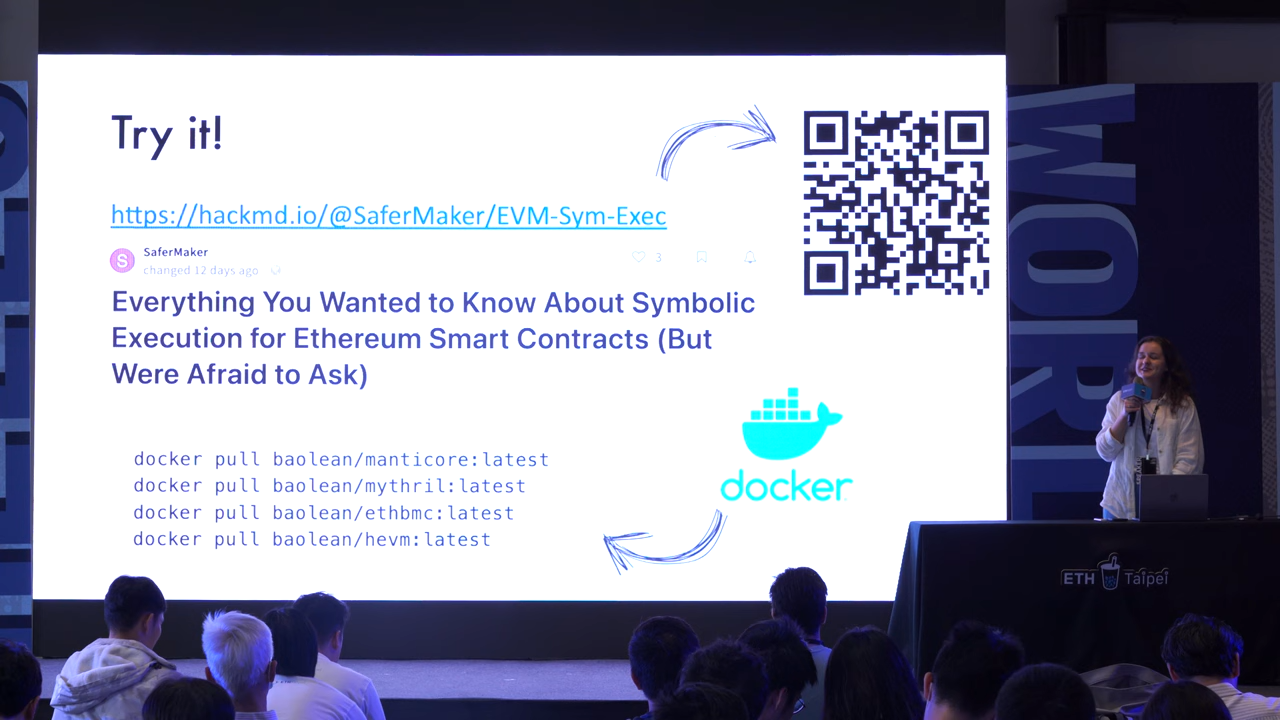 Try it!
https://hackmd.io/@SaferMaker/EVM-Sym-Exec
S
SaferMaker
changed 12 days ago
3
Everything You Wanted to Know About Symbolic
Execution for Ethereum Smart Contracts (But
Were Afraid to Ask)
docker
docker pull baolean/manticore:latest
docker pull baolean/mythril:latest
docker pull baolean/ethbmc:latest
docker pull baolean/hevm:latest
WORL
ETH Taipei